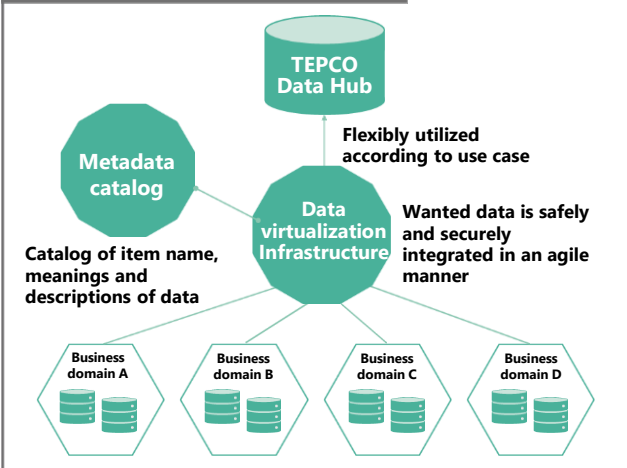 TEPCO
Data Hub
Flexibly utilized
according to use case
Metadata
catalog
Data
virtualization
Infrastructure
Wanted data is safely
and securely
integrated in an agile
manner
Catalog of item name,
meanings and
descriptions of data
Business
domain A
Business
domain B
Business
domain C
Business
domain D